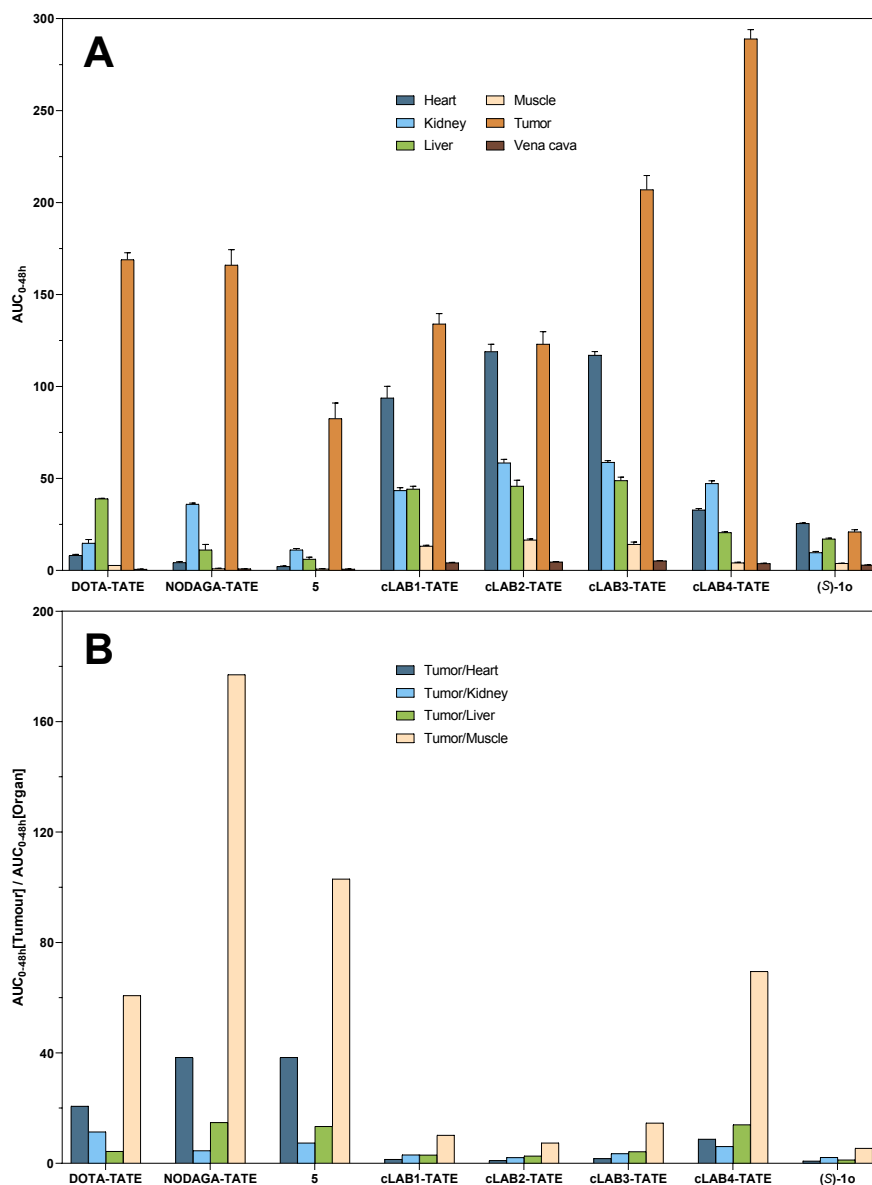 A
300
250
200
150
100
50
0
AUC0-48h
Heart Muscle
Kidney Tumor
Liver Vena cava
DOTA-TATE NODAGA-TATE 5 cLAB1-TATE cLAB2-TATE cLAB3-TATE cLAB4-TATE (S)-1o
B
200
160
120
80
40
0
AUC0-48h[Tumour] / AUC0-48h[Organ]
Tumor/Heart
Tumor/Kidney
Tumor/Liver
Tumor/Muscle
DOTA-TATE NODAGA-TATE 5 cLAB1-TATE cLAB2-TATE cLAB3-TATE cLAB4-TATE (S)-1o